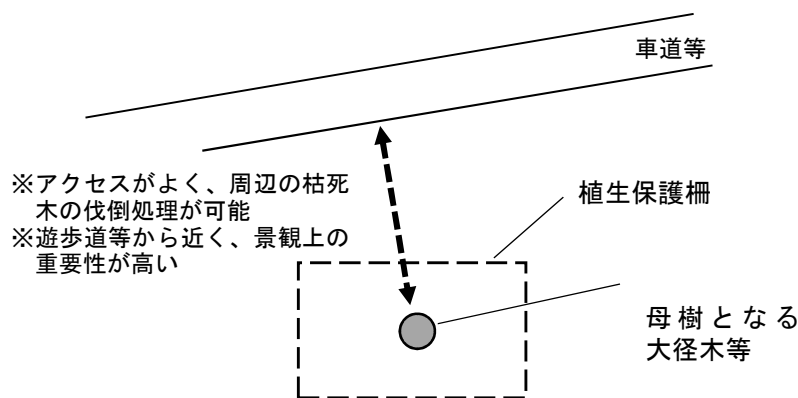 車道等
※アクセスがよく、周辺の枯死
木の伐倒処理が可能
※遊歩道等から近く、景観上の
重要性が高い
植生保護柵
母樹となる
大径木等